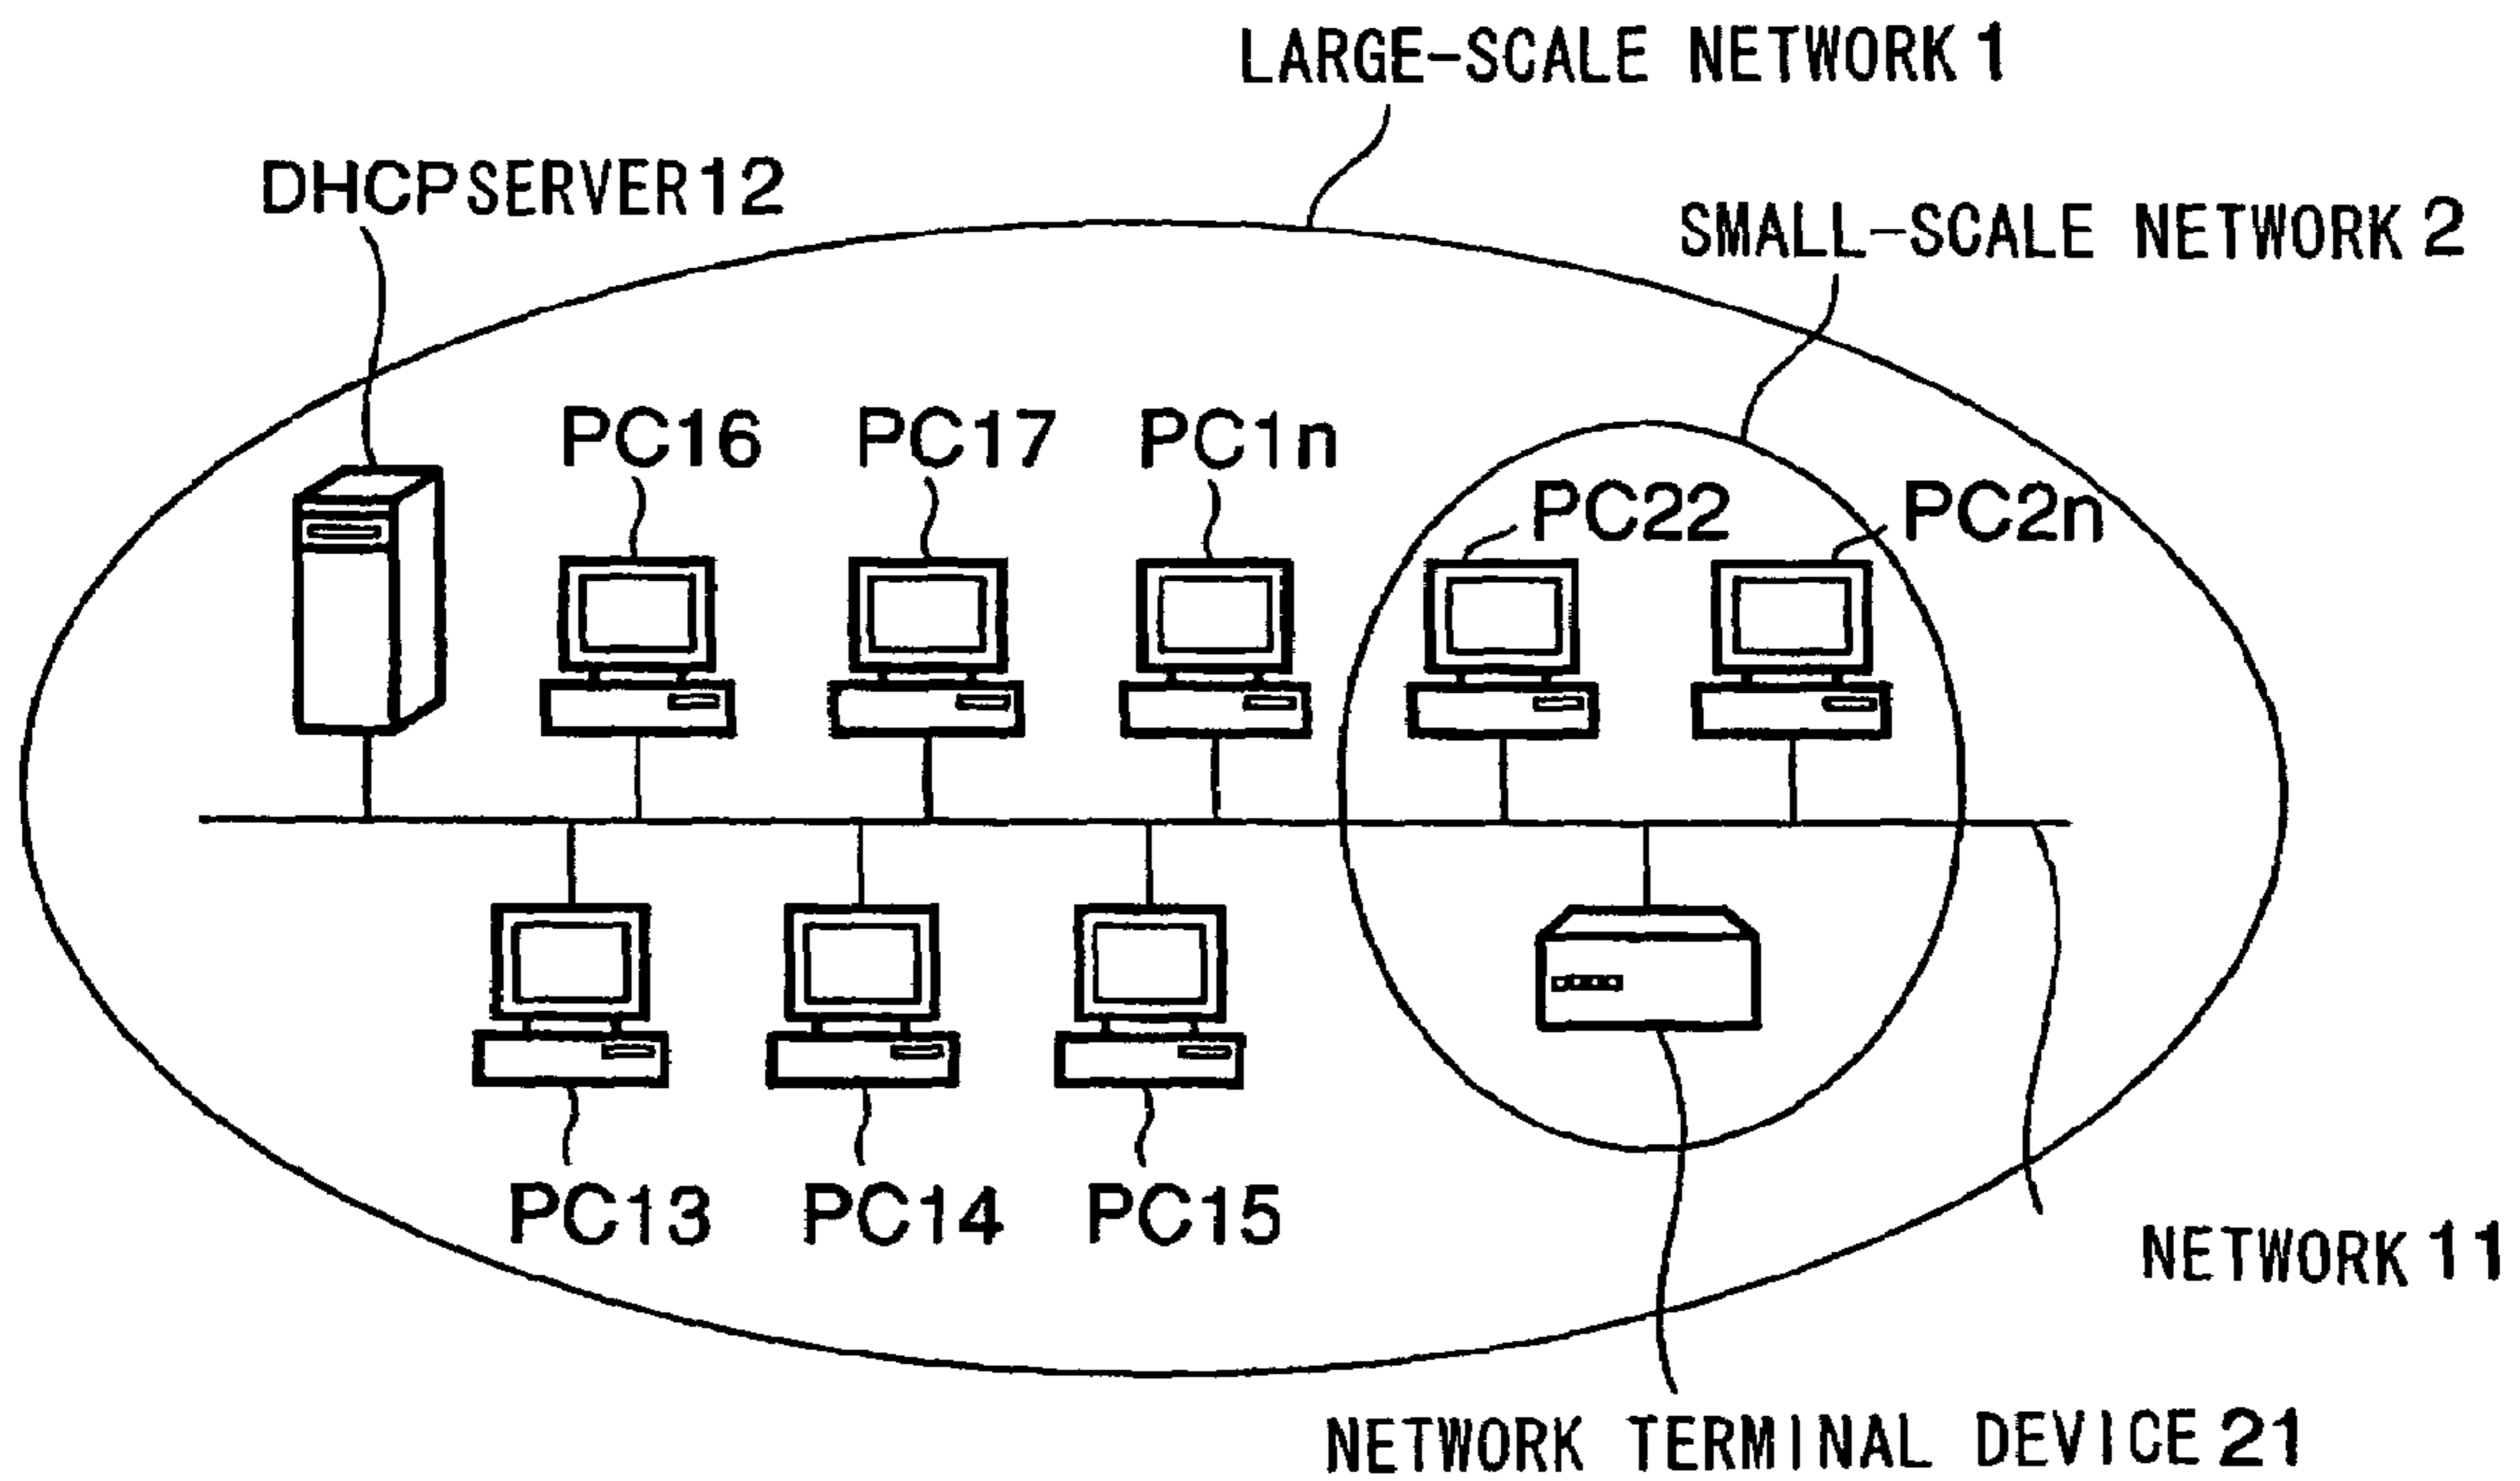 LARGE-SCALE NETWORK 1
DHCPSERVER12
SMALL-SCALE NETWORK 2
PC16
PC17
PC1n
PC22
PC2n
PC13
PC14
PC15
NETWORK 11
NETWORK TERMINAL DEVICE 21